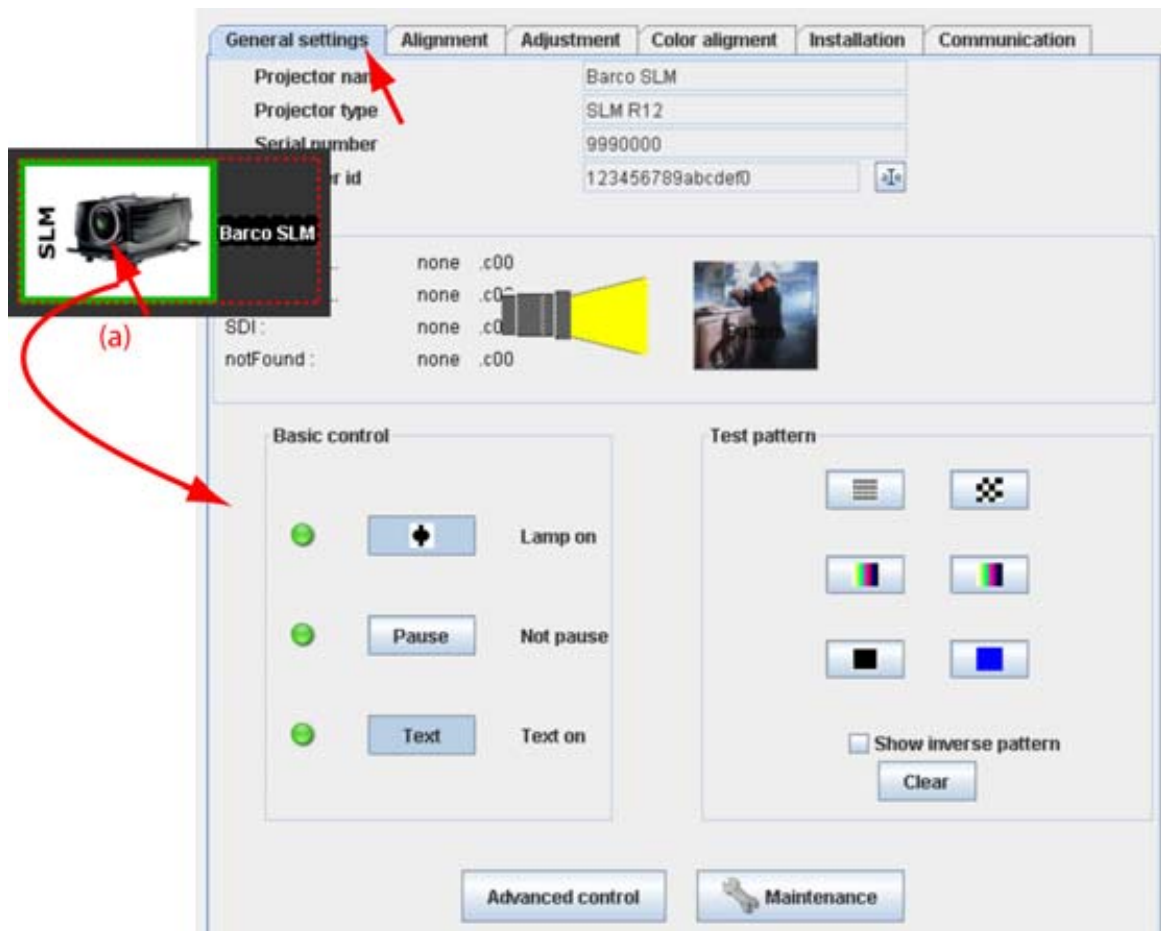 General settings Alignment Adjustment Color aligment Installation Communication
Projector Barco SLM
Projector type SLM R12
Serial number 9990000
id 123456789abcdef0
SLM
Barco SLM
(a)
none .c00
none
SDI : none
notFound : none .c00
Basic control
Lamp on
Pause Not pause
Text Text on
Test pattern
Show inverse pattern
Clear
Advanced control Maintenance